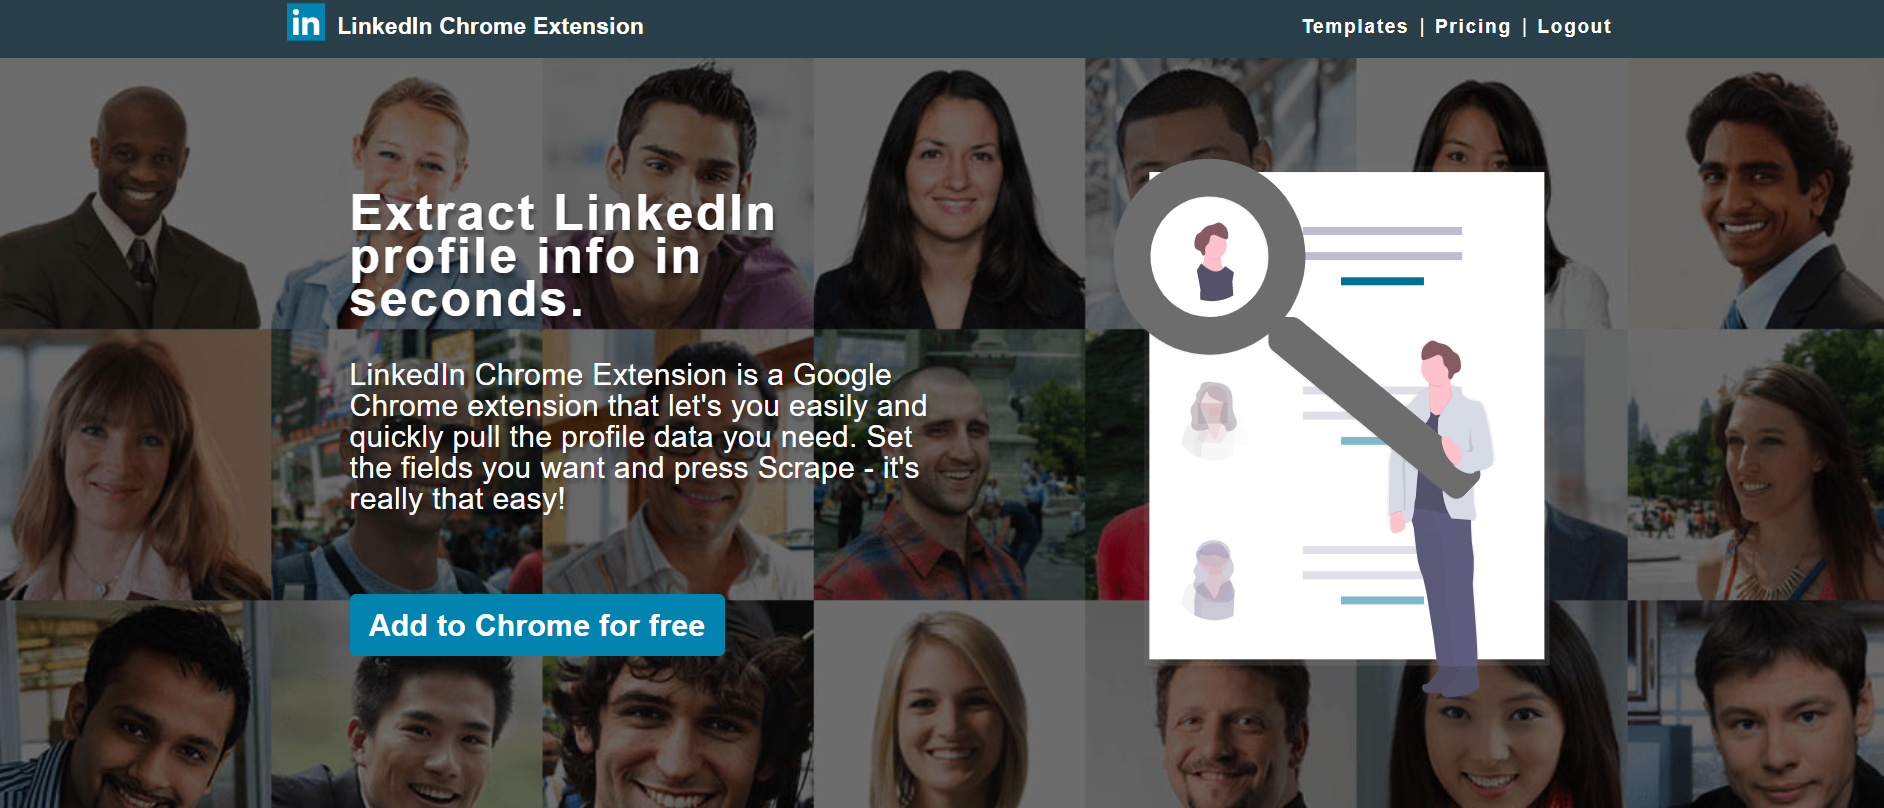 in LinkedIn Chrome Extension
Templates | Pricing | Logout
Extract LinkedIn
profile info in
seconds.
LinkedIn Chrome Extension is a Google
Chrome extension that let's you easily and
quickly pull the profile data you need. Set
the fields you want and press Scrape - it's
really that easy!
Add to Chrome for free